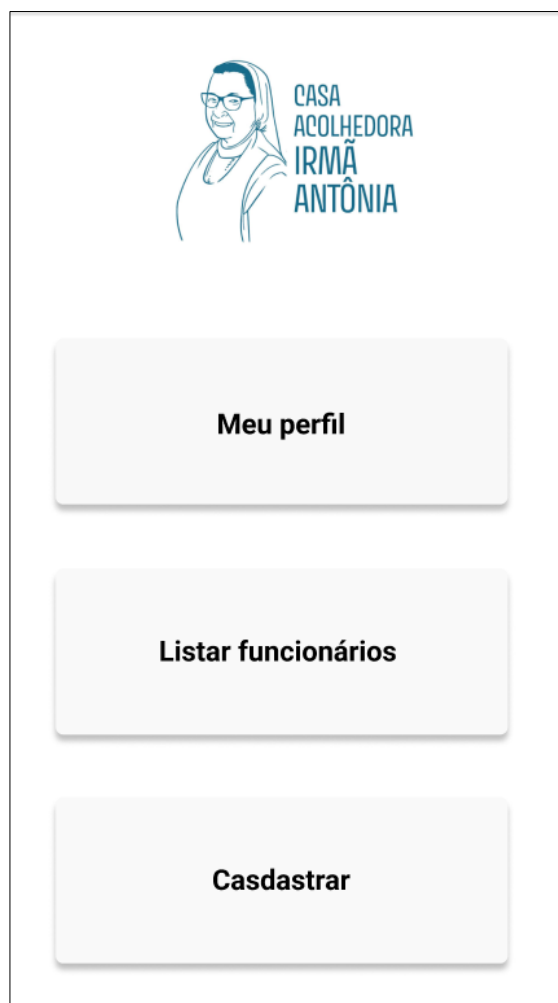 CASA
ACOLHEDORA
IRMÃ
ANTÔNIA
Meu perfil
Listar funcionários
Casdastrar